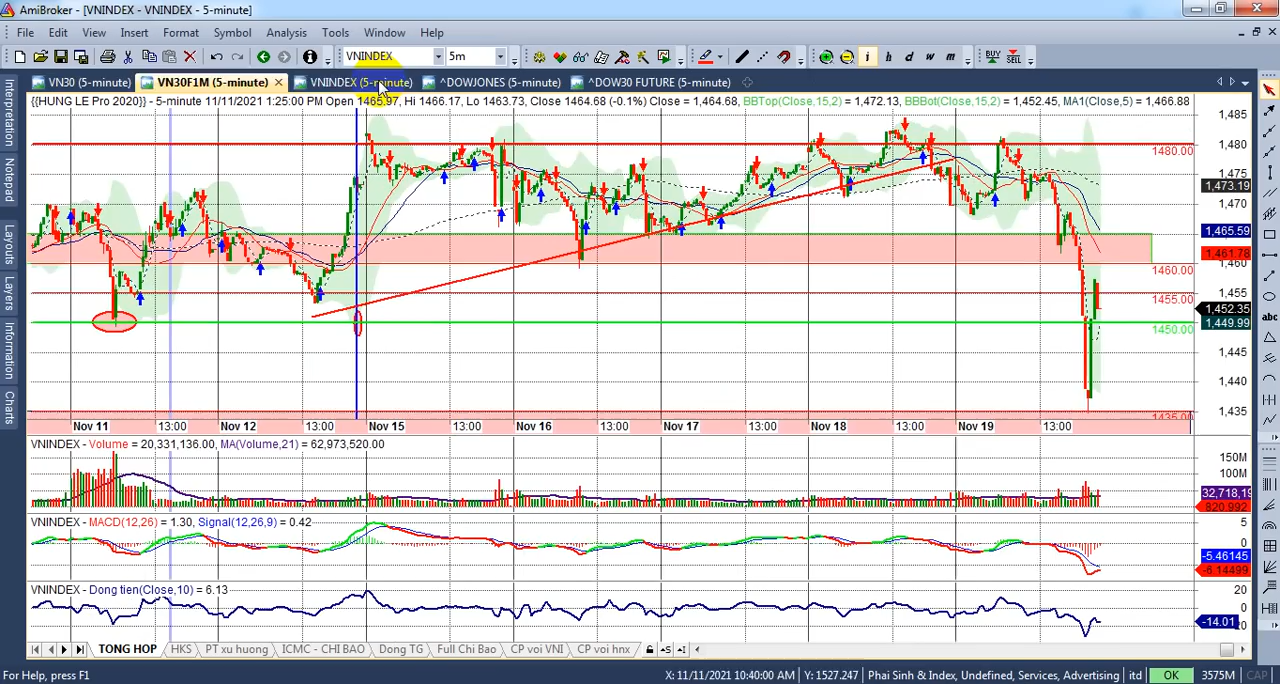 AmiBroker - [VNINDEX - VNINDEX - 5-minute]
File Edit View Insert Format Symbol Analysis Tools Window Help
VNINDEX 5m i h d w m BUY SELL
VN30 (5-minute) VN30F1M (5-minute) VNINDEX (5-minute) ^DOWJONES (5-minute) ^DOW30 FUTURE (5-minute)
{{HUNG LE Pro 2020}} - 5-minute 11/11/2021 1:25:00 PM Open 1465.97, Hi 1466.17, Lo 1463.73, Close 1464.68 (-0.1%) Close = 1,464.68, BBTop(Close,15,2) = 1,472.13, BBBot(Close,15,2) = 1,452.45, MA1(Close,5) = 1,466.88
Interpretation
Notepad
Layouts
Layers
Information
Charts
1,485
1,480
1480.00
1,475
1,473.19
1,470
1,465.59
1,461.78
1,460
1460.00
1,455
1455.00
1,452.35
1,449.99
1450.00
1,445
1,440
1,435
1435.00
abc
Nov 11 13:00 Nov 12 13:00 Nov 15 13:00 Nov 16 13:00 Nov 17 13:00 Nov 18 13:00 Nov 19 13:00
VNINDEX - Volume = 20,331,136.00, MA(Volume,21) = 62,973,520.00
150M
100M
32,718,19
820,992
VNINDEX - MACD(12,26) = 1.30, Signal(12,26,9) = 0.42
5
0
-5.46145
-6.14499
VNINDEX - Dong tien(Close,10) = 6.13
20
0
-14.01
TONG HOP HKS PT xu huong ICMC - CHI BAO Dong TG Full Chi Bao CP voi VNI CP voi hnx
For Help, press F1 X: 11/11/2021 10:40:00 AM Y: 1527.247 Phai Sinh & Index, Undefined, Services, Advertising itd OK 3575M CAP